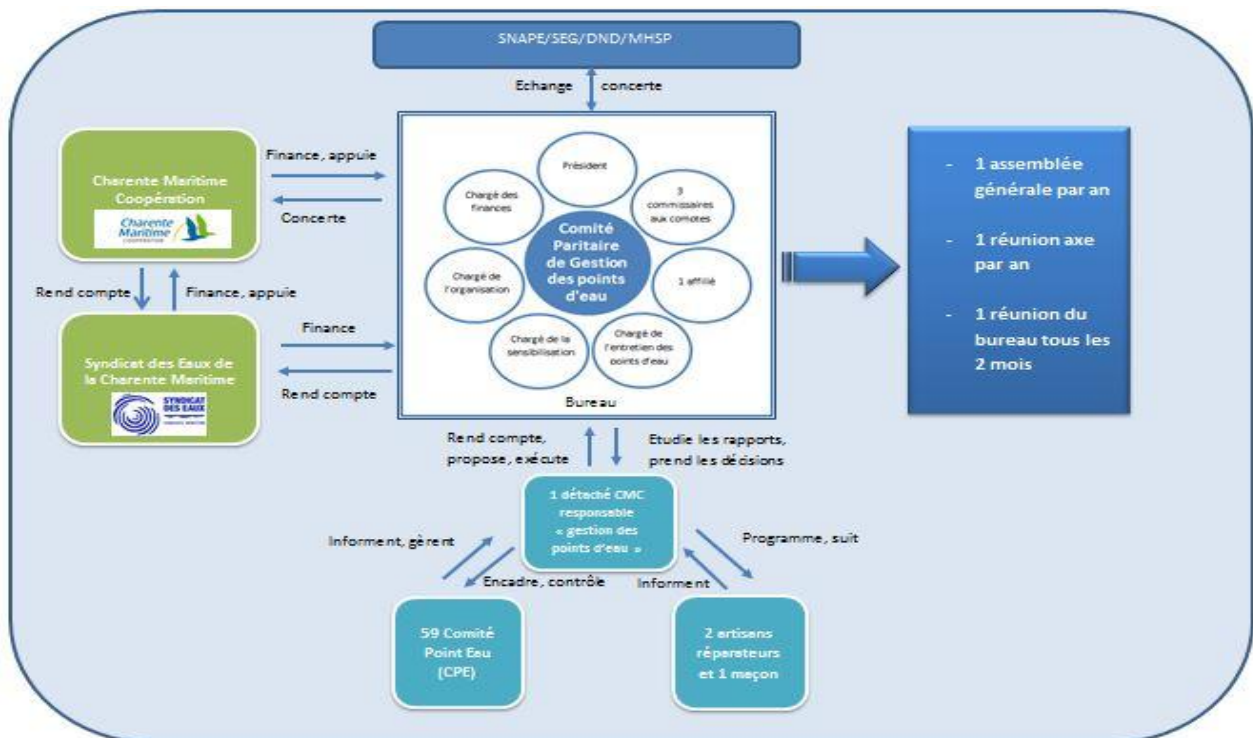 SNAPE/SEG/DND/MHSP
Echange
concerte
Charente Maritime
Coopération
Charente
Maritime
COOPÉRATION
Finance, appuie
Concerte
Rend compte
Finance, appuie
Syndicat des Eaux de
la Charente Maritime
SYNDICAT
DES EAUX
Finance
Rend compte
Président
Chargé des
finances
3
commissaires
aux comptes
Comité
Paritaire
de Gestion
des points
d'eau
Chargé de
l'organisation
1 affilié
Chargé de la
sensibilisation
Chargé de
l'entretien des
points d'eau
Bureau
- 1 assemblée
générale par an
- 1 réunion axe
par an
- 1 réunion du
bureau tous les
2 mois
Rend compte,
propose, exécute
Etudie les rapports,
prend les décisions
1 détaché CMC
responsable
« gestion des
points d'eau »
Informent, gèrent
Encadre, contrôle
Informent
Programme, suit
59 Comité
Point Eau
(CPE)
2 artisans
réparateurs
et 1 maçon